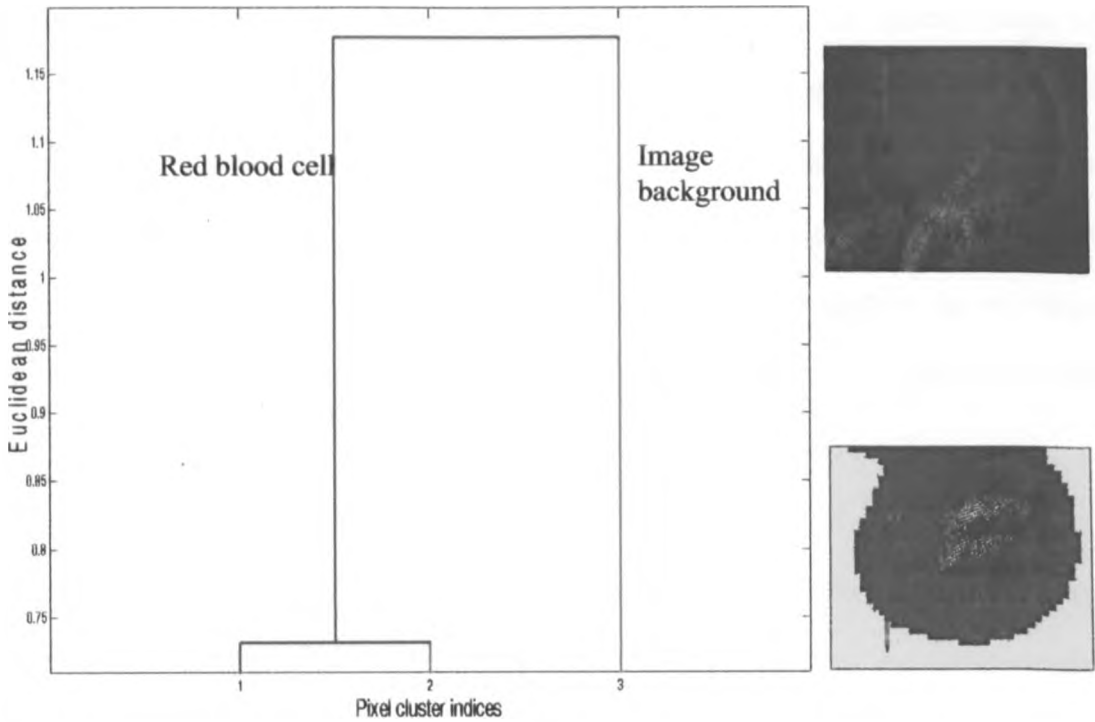 1.15
1.1
1.05
1
0.95
0.9
0.85
0.8
0.75
Euclidean distance
Red blood cell
Image
background
1
2
3
Pixel cluster indices